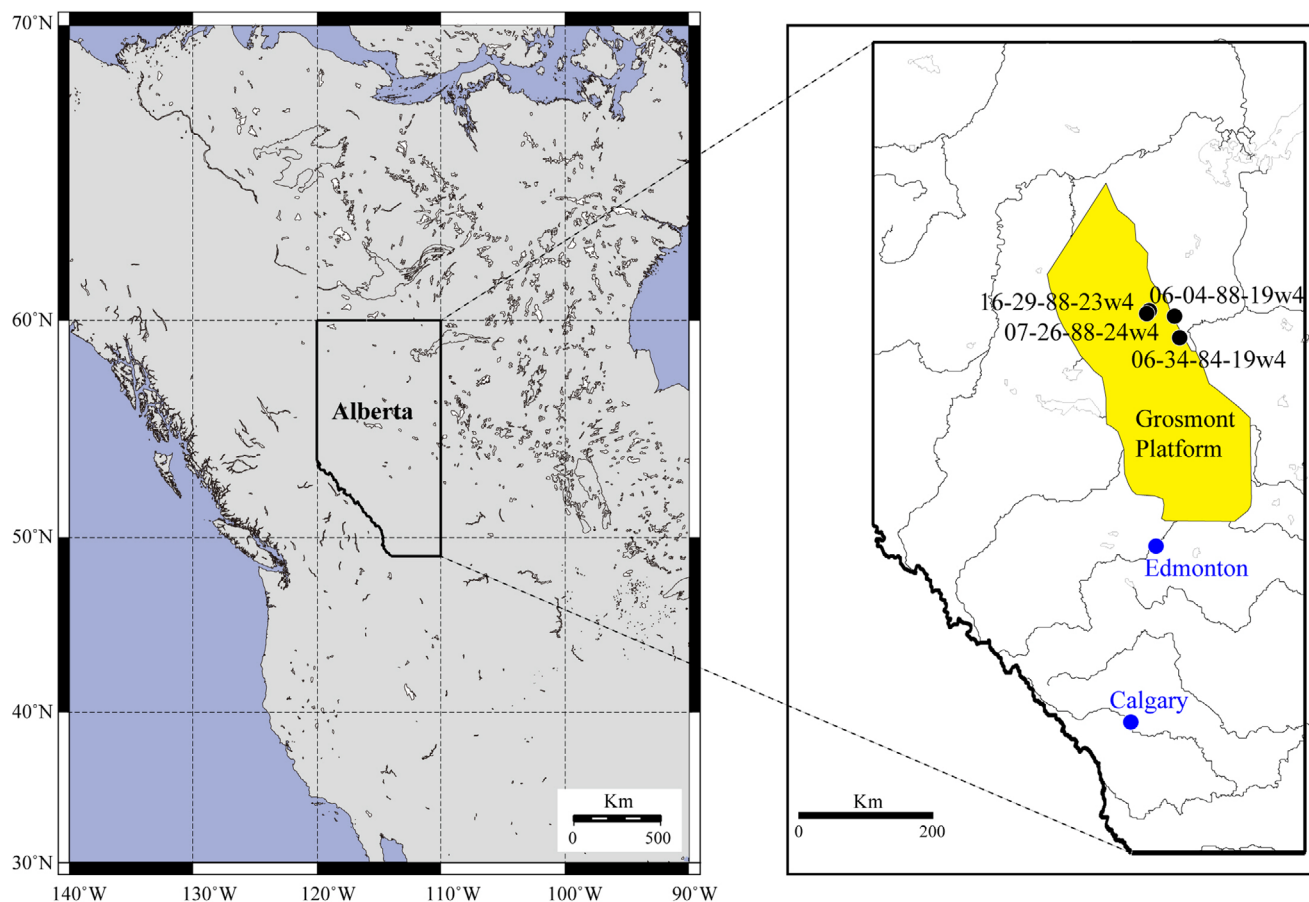 70°N
60°N
50°N
40°N
30°N
140°W
130°W
120°W
110°W
100°W
90°W
Alberta
Km
0
500
16-29-88-23w4
06-04-88-19w4
07-26-88-24w4
06-34-84-19w4
Grosmont
Platform
Edmonton
Calgary
Km
0
200